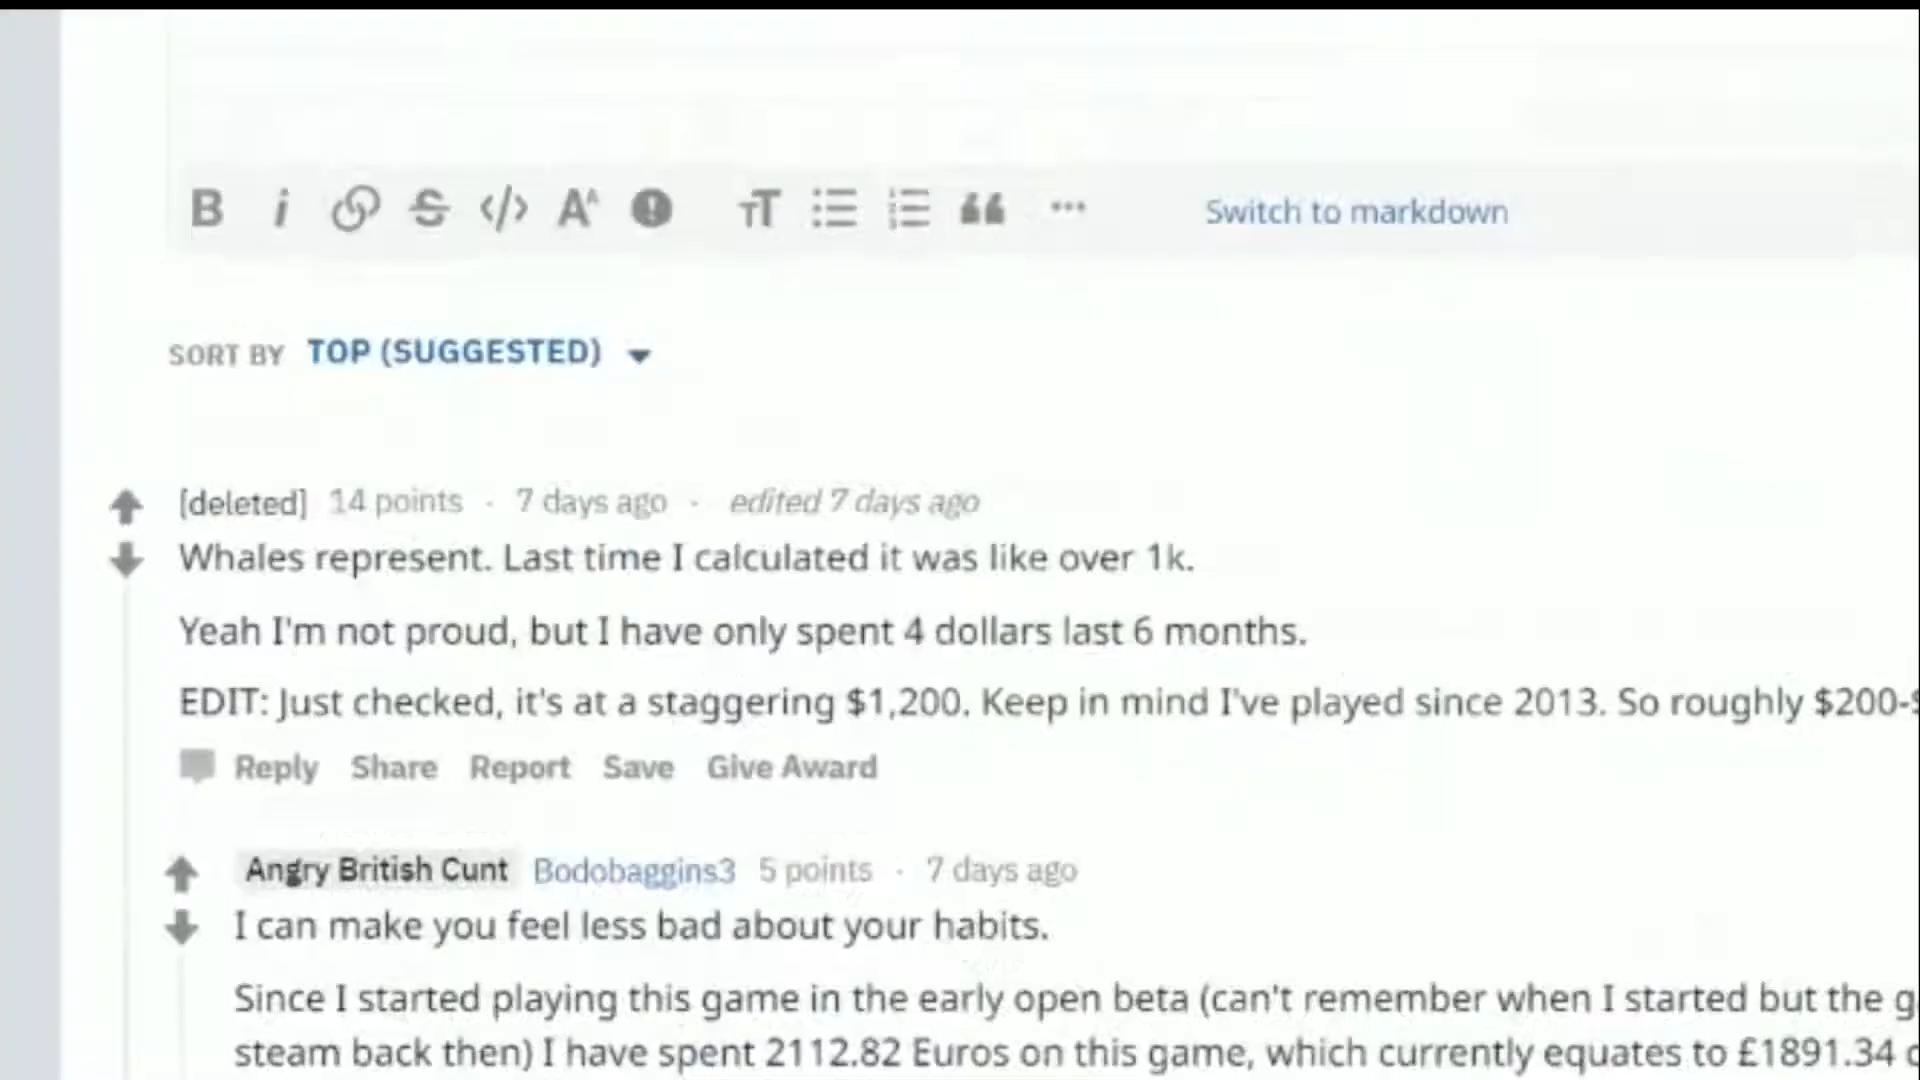 B i S </> A^ ! TT “ ... Switch to markdown
SORT BY TOP (SUGGESTED)
[deleted] 14 points · 7 days ago · edited 7 days ago
Whales represent. Last time I calculated it was like over 1k.
Yeah I'm not proud, but I have only spent 4 dollars last 6 months.
EDIT: Just checked, it's at a staggering $1,200. Keep in mind I've played since 2013. So roughly $200-
Reply Share Report Save Give Award
Angry British Cunt Bodobaggins3 5 points · 7 days ago
I can make you feel less bad about your habits.
Since I started playing this game in the early open beta (can't remember when I started but the g
steam back then) I have spent 2112.82 Euros on this game, which currently equates to £1891.34